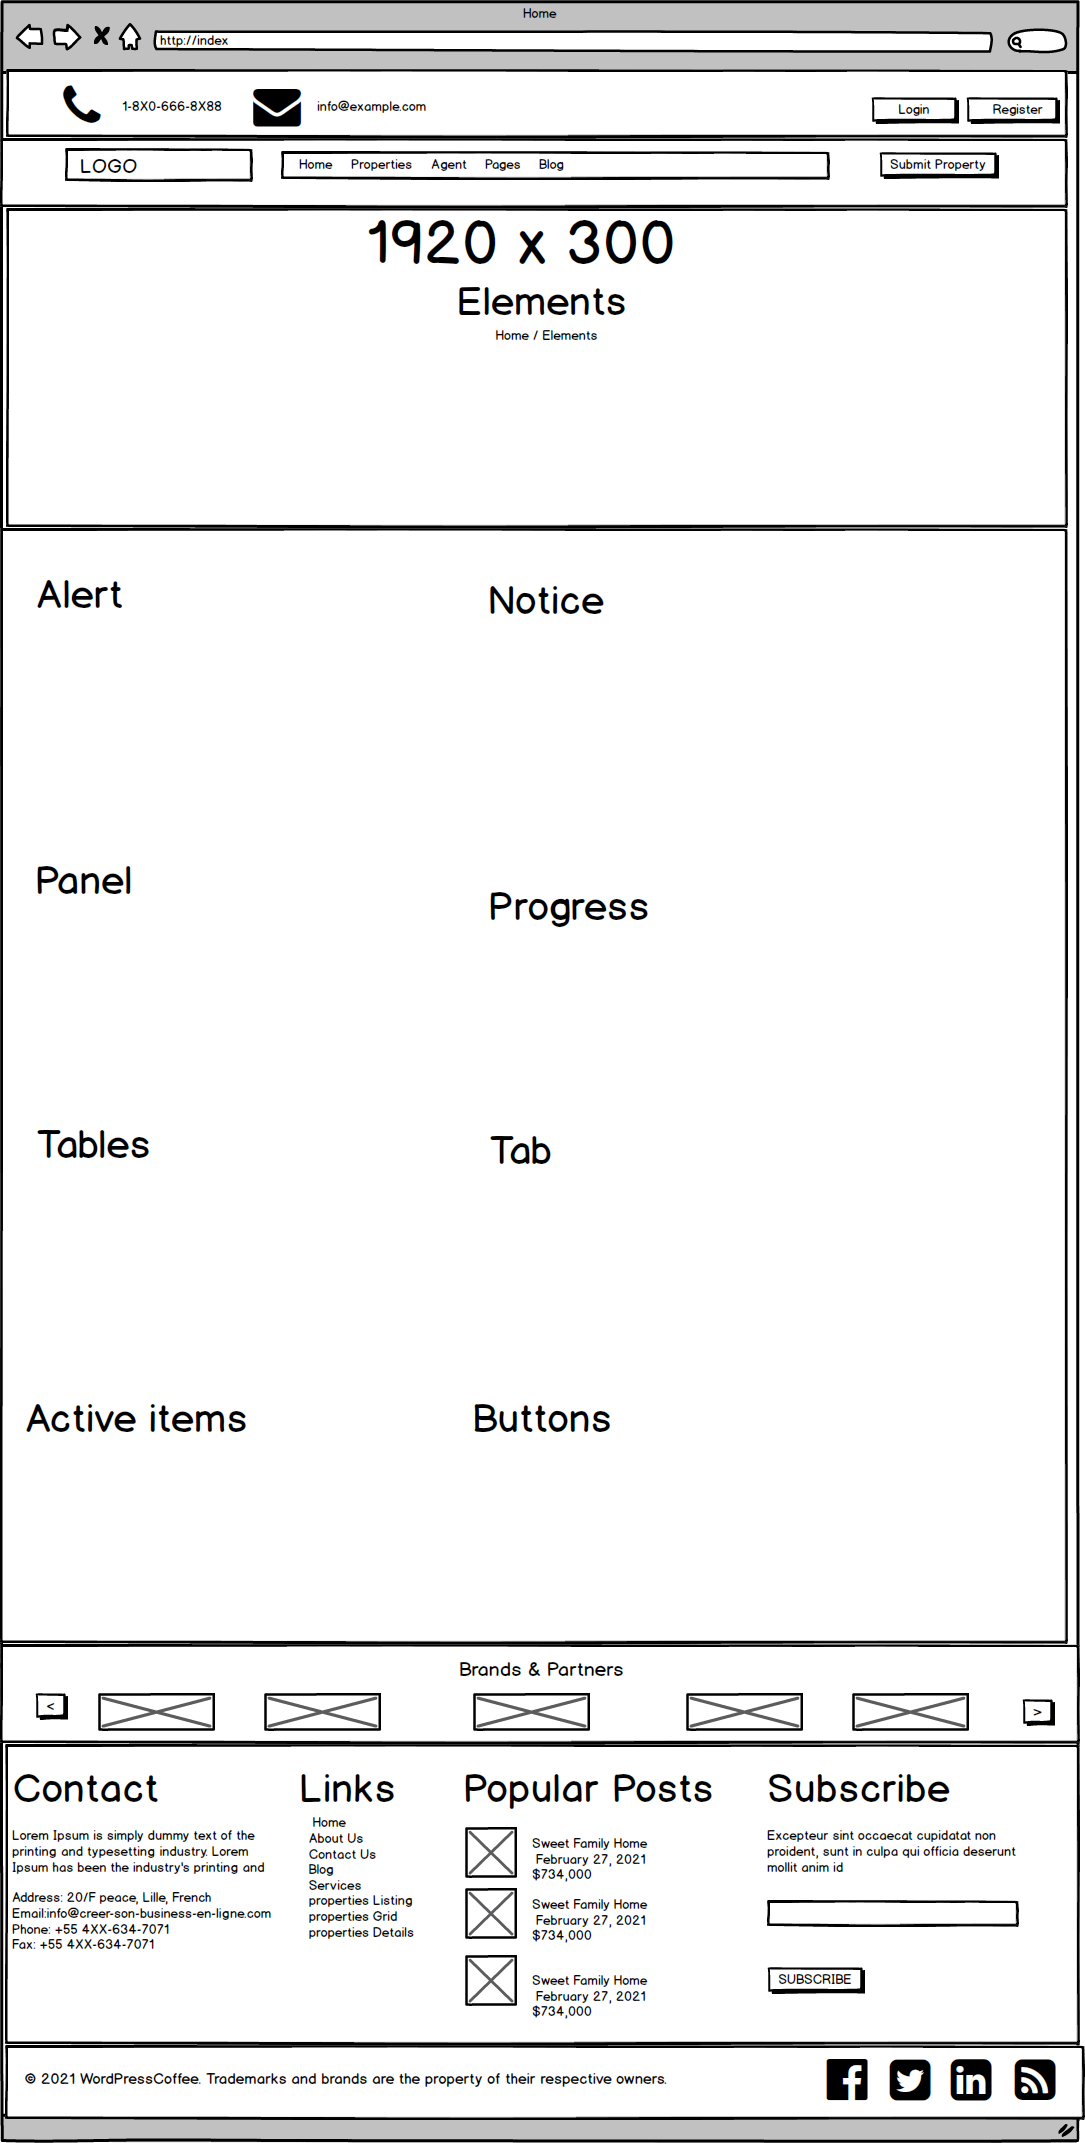 Home
http://index
1-8X0-666-8X88
info@example.com
Login
Register
LOGO
Home Properties Agent Pages Blog
Submit Property
1920 x 300
Elements
Home / Elements
Alert
Notice
Panel
Progress
Tables
Tab
Active items
Buttons
Brands & Partners
<
>
Contact
Lorem Ipsum is simply dummy text of the
printing and typesetting industry. Lorem
Ipsum has been the industry's printing and
Address: 20/F peace, Lille, French
Email:info@creer-son-business-en-ligne.com
Phone: +55 4XX-634-7071
Fax: +55 4XX-634-7071
Links
Home
About Us
Contact Us
Blog
Services
properties Listing
properties Grid
properties Details
Popular Posts
Sweet Family Home
February 27, 2021
$734,000
Sweet Family Home
February 27, 2021
$734,000
Sweet Family Home
February 27, 2021
$734,000
Subscribe
Excepteur sint occaecat cupidatat non
proident, sunt in culpa qui officia deserunt
mollit anim id
SUBSCRIBE
© 2021 WordPressCoffee. Trademarks and brands are the property of their respective owners.